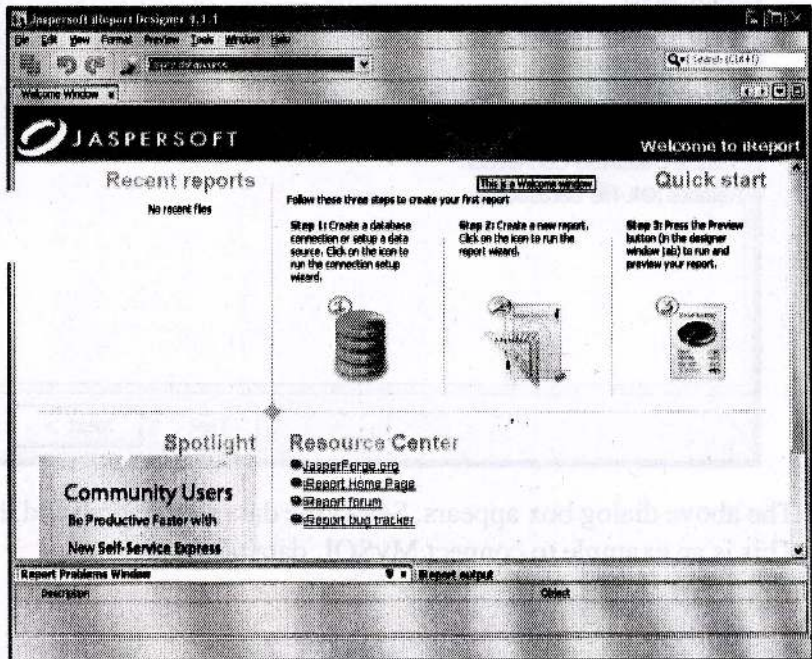 Jaspersoft iReport Designer 4.1.1
File Edit View Format Preview Tools Window Help
Search (Ctrl+I)
Welcome Window
JASPERSOFT
Welcome to iReport
Recent reports
No recent files
This is a Welcome window
Quick start
Follow these three steps to create your first report
Step 1: Create a database
connection or setup a data
source. Click on the icon to
run the connection setup
wizard.
Step 2: Create a new report.
Click on the icon to run the
report wizard.
Step 3: Press the Preview
button (in the designer
window tab) to run and
preview your report.
1
2
3
Spotlight
Community Users
Be Productive Faster with
New Self-Service Express
Resource Center
JasperForge.org
iReport Home Page
iReport forum
iReport bug tracker
Report Problems Window
iReport output
Description
Object
The above dialog box appears.